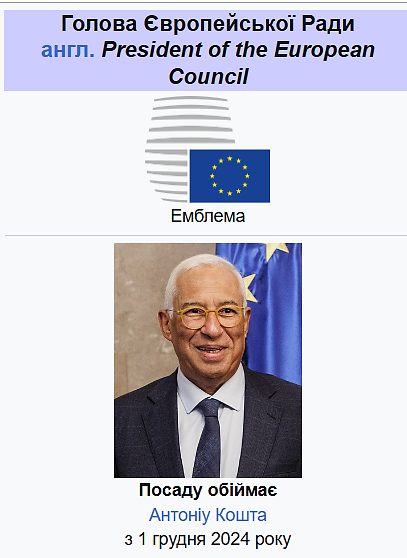 Голова Європейської Ради
англ. President of the European
Council
Емблема
Посаду обіймає
Антоніу Кошта
з 1 грудня 2024 року